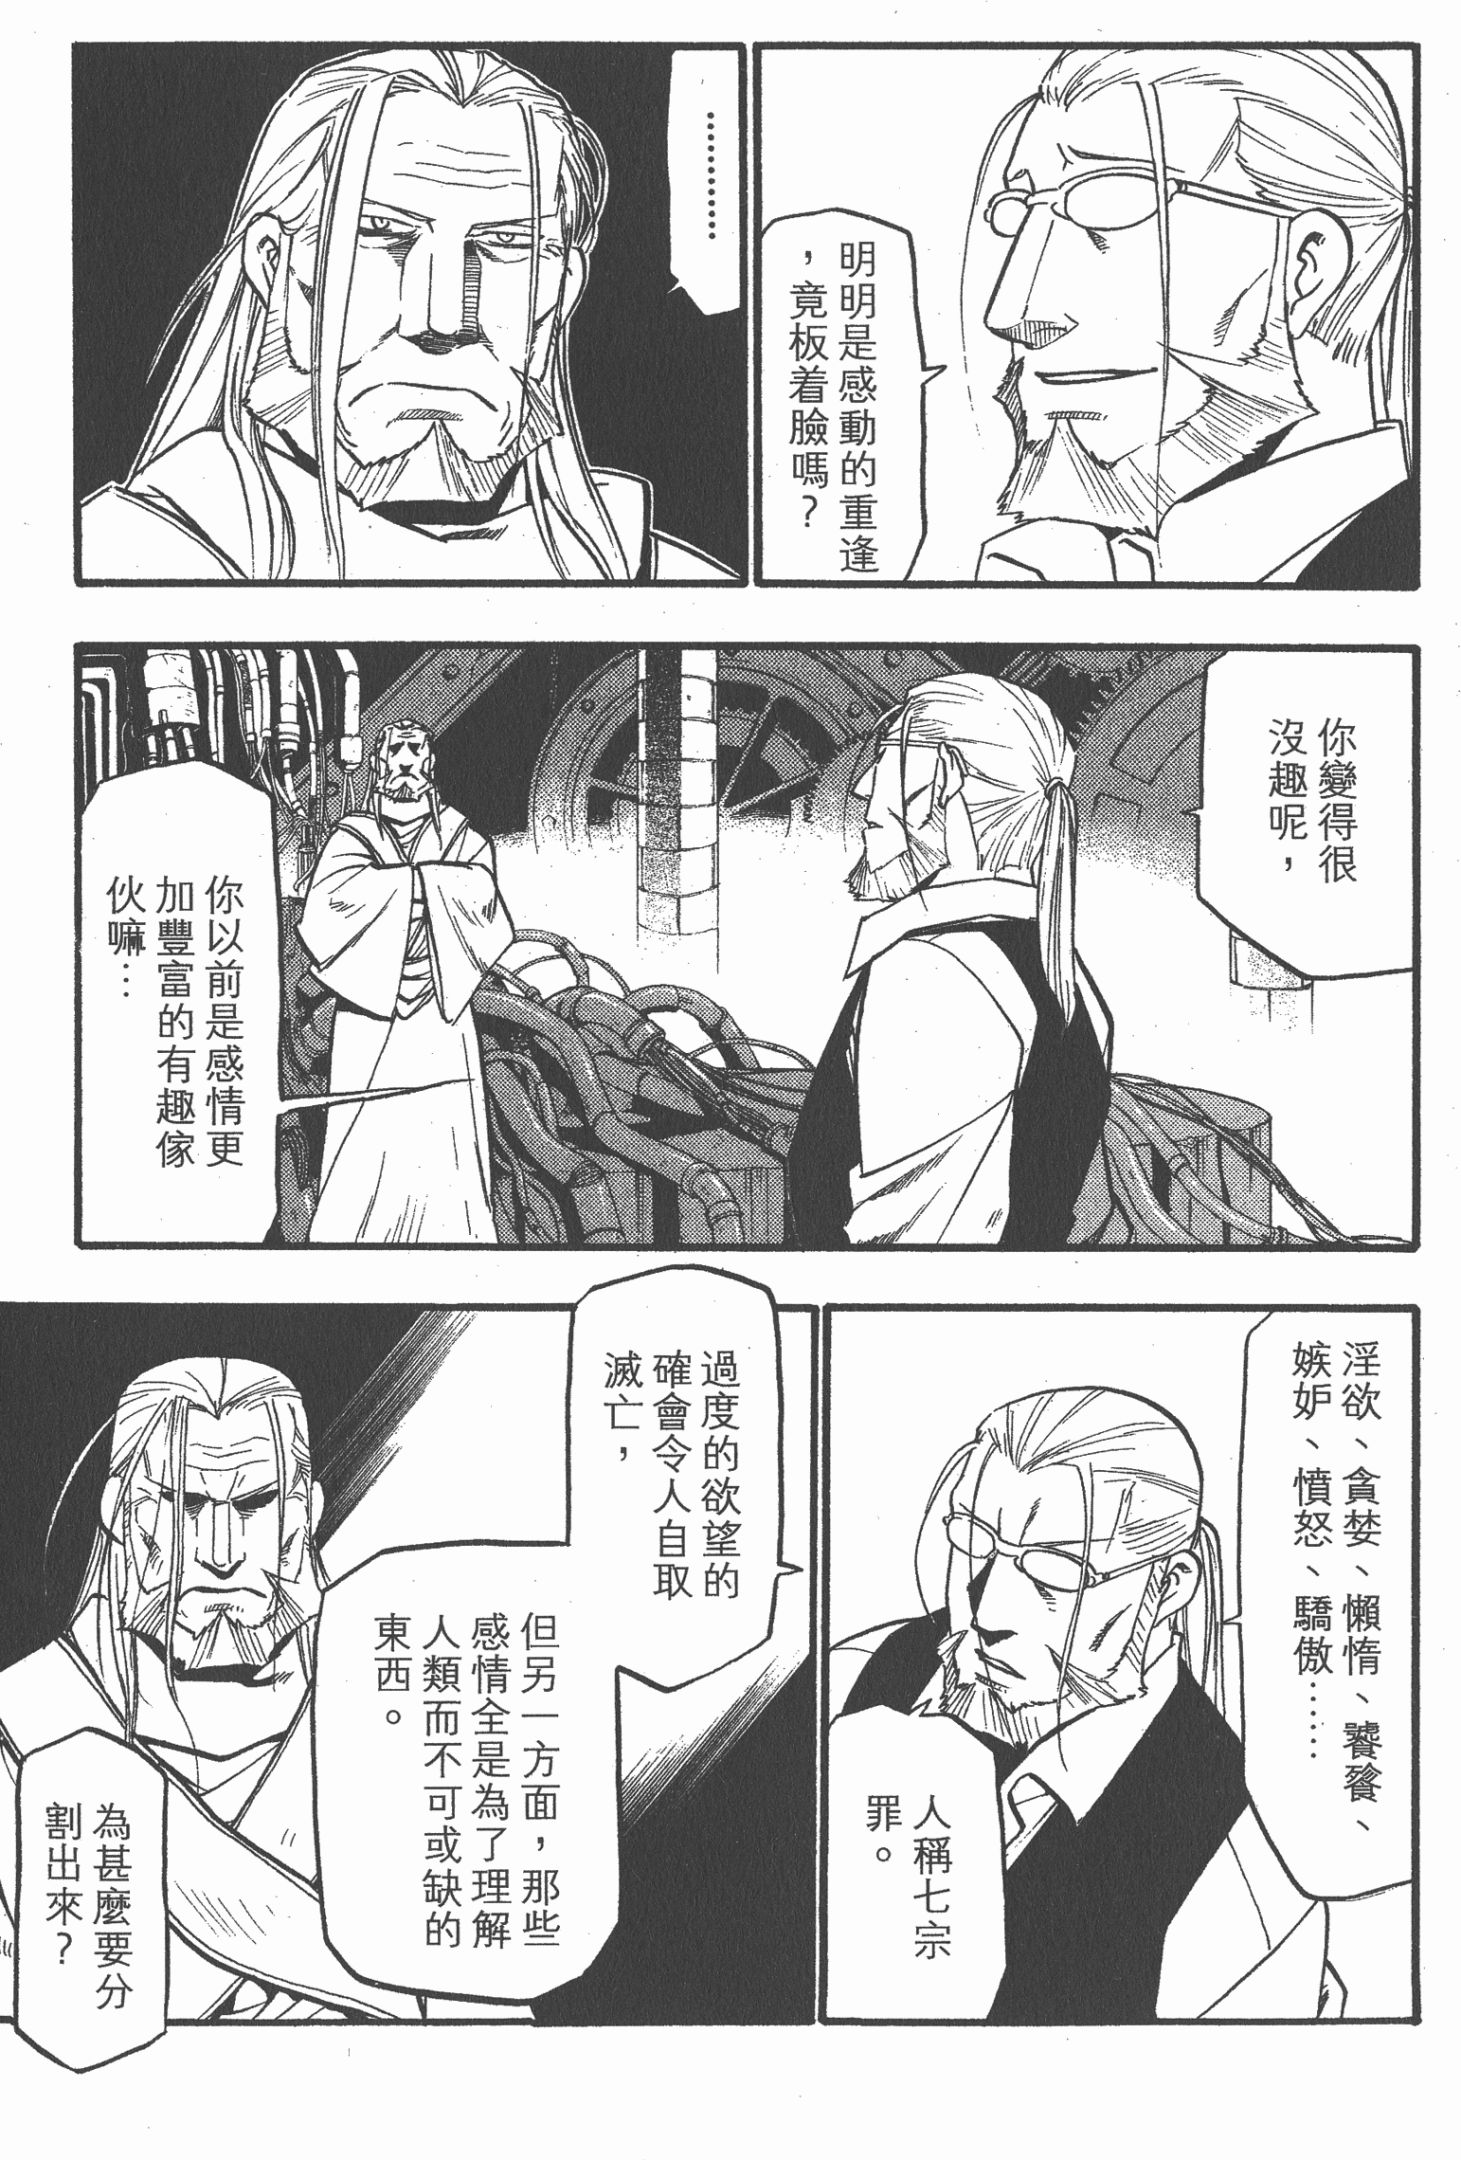 明明是感動的重逢
，竟板着臉嗎？
………
你變得很
沒趣呢，
你以前是感情更
加豐富的有趣傢
伙嘛…
淫欲、貪婪、懶惰、饕餮、
嫉妒、憤怒、驕傲……
人稱七宗
罪。
過度的欲望的
確會令人自取
滅亡，
但另一方面，那些
感情全是為了理解
人類而不可或缺的
東西。
為甚麼要分
割出來？